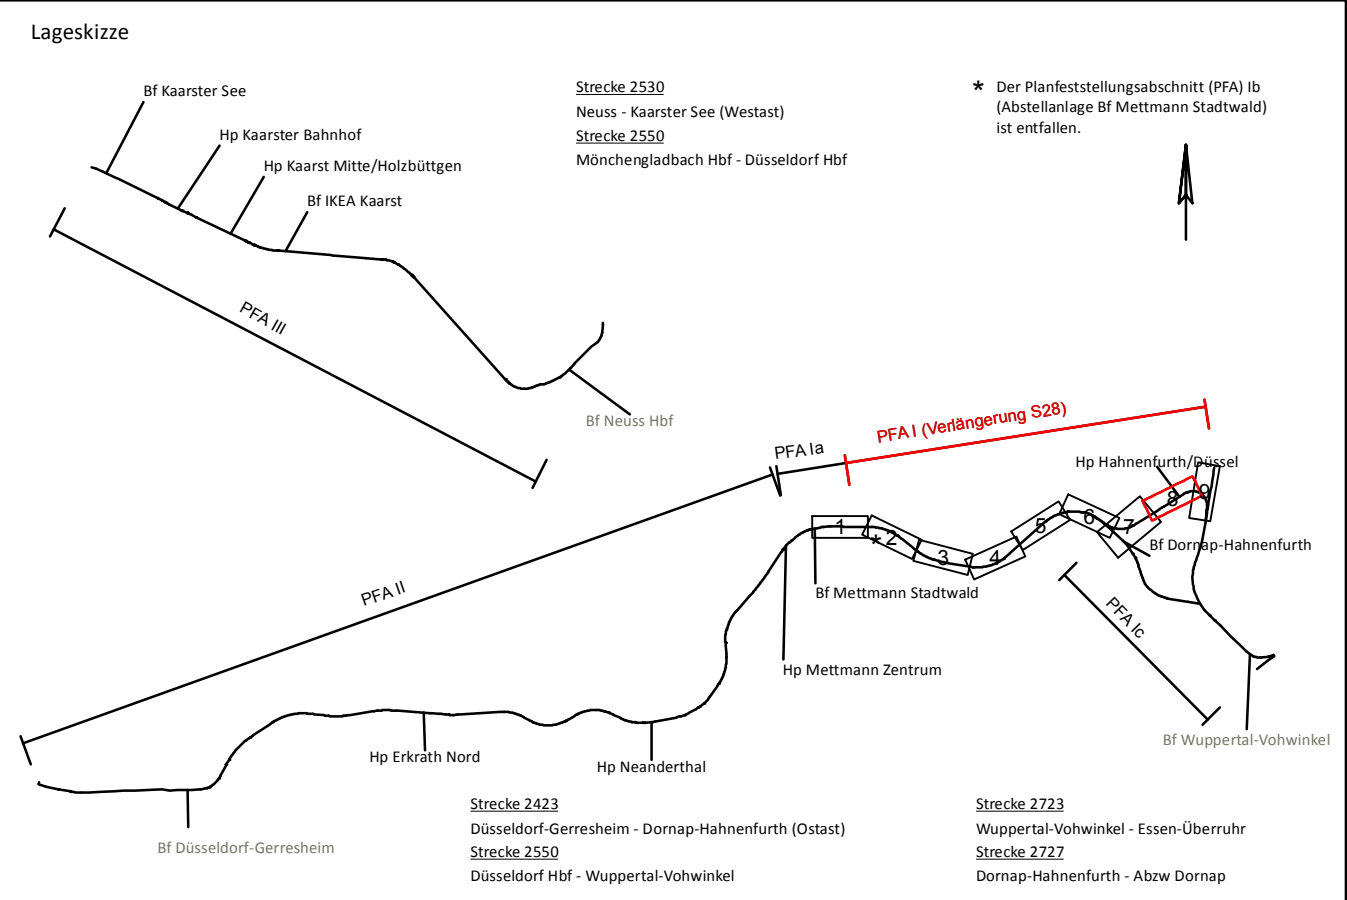 Lageskizze
Bf Kaarster See
Hp Kaarster Bahnhof
Hp Kaarst Mitte/Holzbüttgen
Bf IKEA Kaarst
Strecke 2530
Neuss - Kaarster See (Westast)
Strecke 2550
Mönchengladbach Hbf - Düsseldorf Hbf
* Der Planfeststellungsabschnitt (PFA) Ib
(Abstellanlage Bf Mettmann Stadtwald)
ist entfallen.
PFA III
Bf Neuss Hbf
PFA Ia
PFA I (Verlängerung S28)
Hp Hahnenfurth/Düssel
1
*
2
3
4
5
6
7
8
9
Bf Dornap-Hahnenfurth
Bf Mettmann Stadtwald
PFA II
PFA Ic
Hp Mettmann Zentrum
Bf Wuppertal-Vohwinkel
Hp Erkrath Nord
Hp Neanderthal
Bf Düsseldorf-Gerresheim
Strecke 2423
Düsseldorf-Gerresheim - Dornap-Hahnenfurth (Ostast)
Strecke 2550
Düsseldorf Hbf - Wuppertal-Vohwinkel
Strecke 2723
Wuppertal-Vohwinkel - Essen-Überruhr
Strecke 2727
Dornap-Hahnenfurth - Abzw Dornap